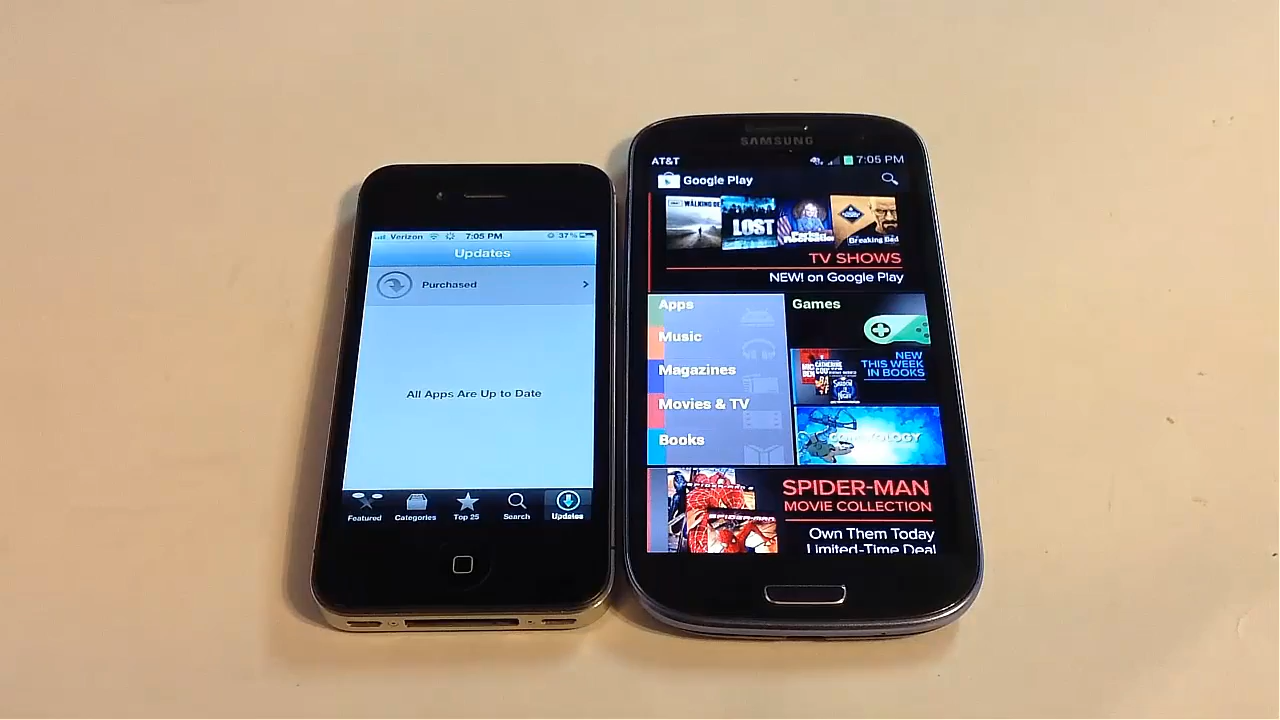 Verizon 7:05 PM 37%
Updates
Purchased
All Apps Are Up to Date
Featured Categories Top 25 Search Updates
SAMSUNG
AT&T 7:05 PM
Google Play
LOST
Breaking Bad
TV SHOWS
NEW! on Google Play
Apps
Music
Magazines
Movies & TV
Books
Games
NEW
THIS WEEK
IN BOOKS
SPIDER-MAN
MOVIE COLLECTION
Own Them Today
Limited-Time Deal